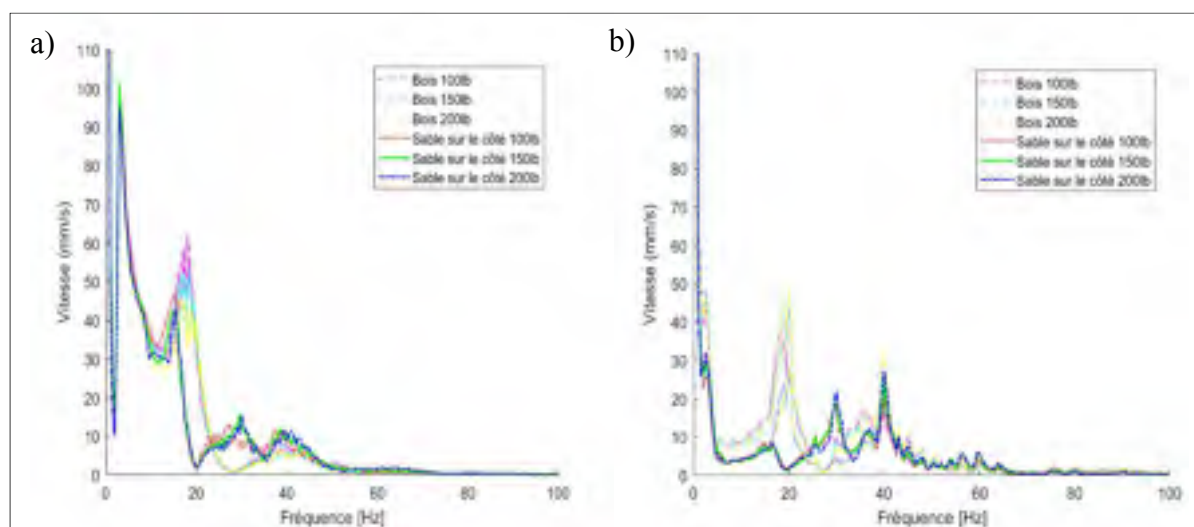 a)
110
100
90
80
70
60
50
40
30
20
10
0
Vitesse (mm/s)
Bois 100lb
Bois 150lb
Bois 200lb
Sable sur le côté 100lb
Sable sur le côté 150lb
Sable sur le côté 200lb
0 20 40 60 80 100
Fréquence [Hz]
b)
110
100
90
80
70
60
50
40
30
20
10
0
Vitesse (mm/s)
Bois 100lb
Bois 150lb
Bois 200lb
Sable sur le côté 100lb
Sable sur le côté 150lb
Sable sur le côté 200lb
0 20 40 60 80 100
Fréquence [Hz]